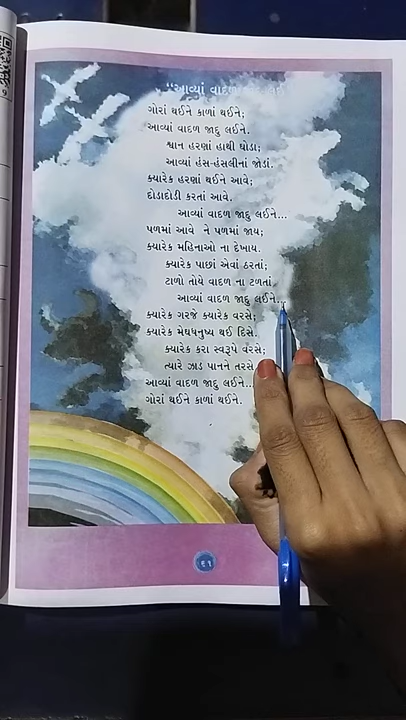 "આવ્યાં વાદળ જાદુ લઈ
ગોરાં થઈને કાળાં થઈને;
આવ્યાં વાદળ જાદુ લઈને.
શ્વાન હરણાં હાથી ઘોડા;
આવ્યાં હંસ-હંસલીનાં જોડાં.
ક્યારેક હરણાં થઈને આવે;
દોડાદોડી કરતાં આવે.
આવ્યાં વાદળ જાદુ લઈને...
પળમાં આવે ને પળમાં જાય;
ક્યારેક મહિનાઓ ના દેખાય.
ક્યારેક પાછાં એવાં ઠરતાં;
ટાળો તોયે વાદળ ના ટળતાં.
આવ્યાં વાદળ જાદુ લઈને...
ક્યારેક ગરજે ક્યારેક વરસે;
ક્યારેક મેઘધનુષ્ય થઈ દિસે.
ક્યારેક કરા સ્વરૂપે વરસે;
ત્યારે ઝાડ પાનને તરસે
આવ્યાં વાદળ જાદુ લઈને...
ગોરાં થઈને કાળાં થઈને.